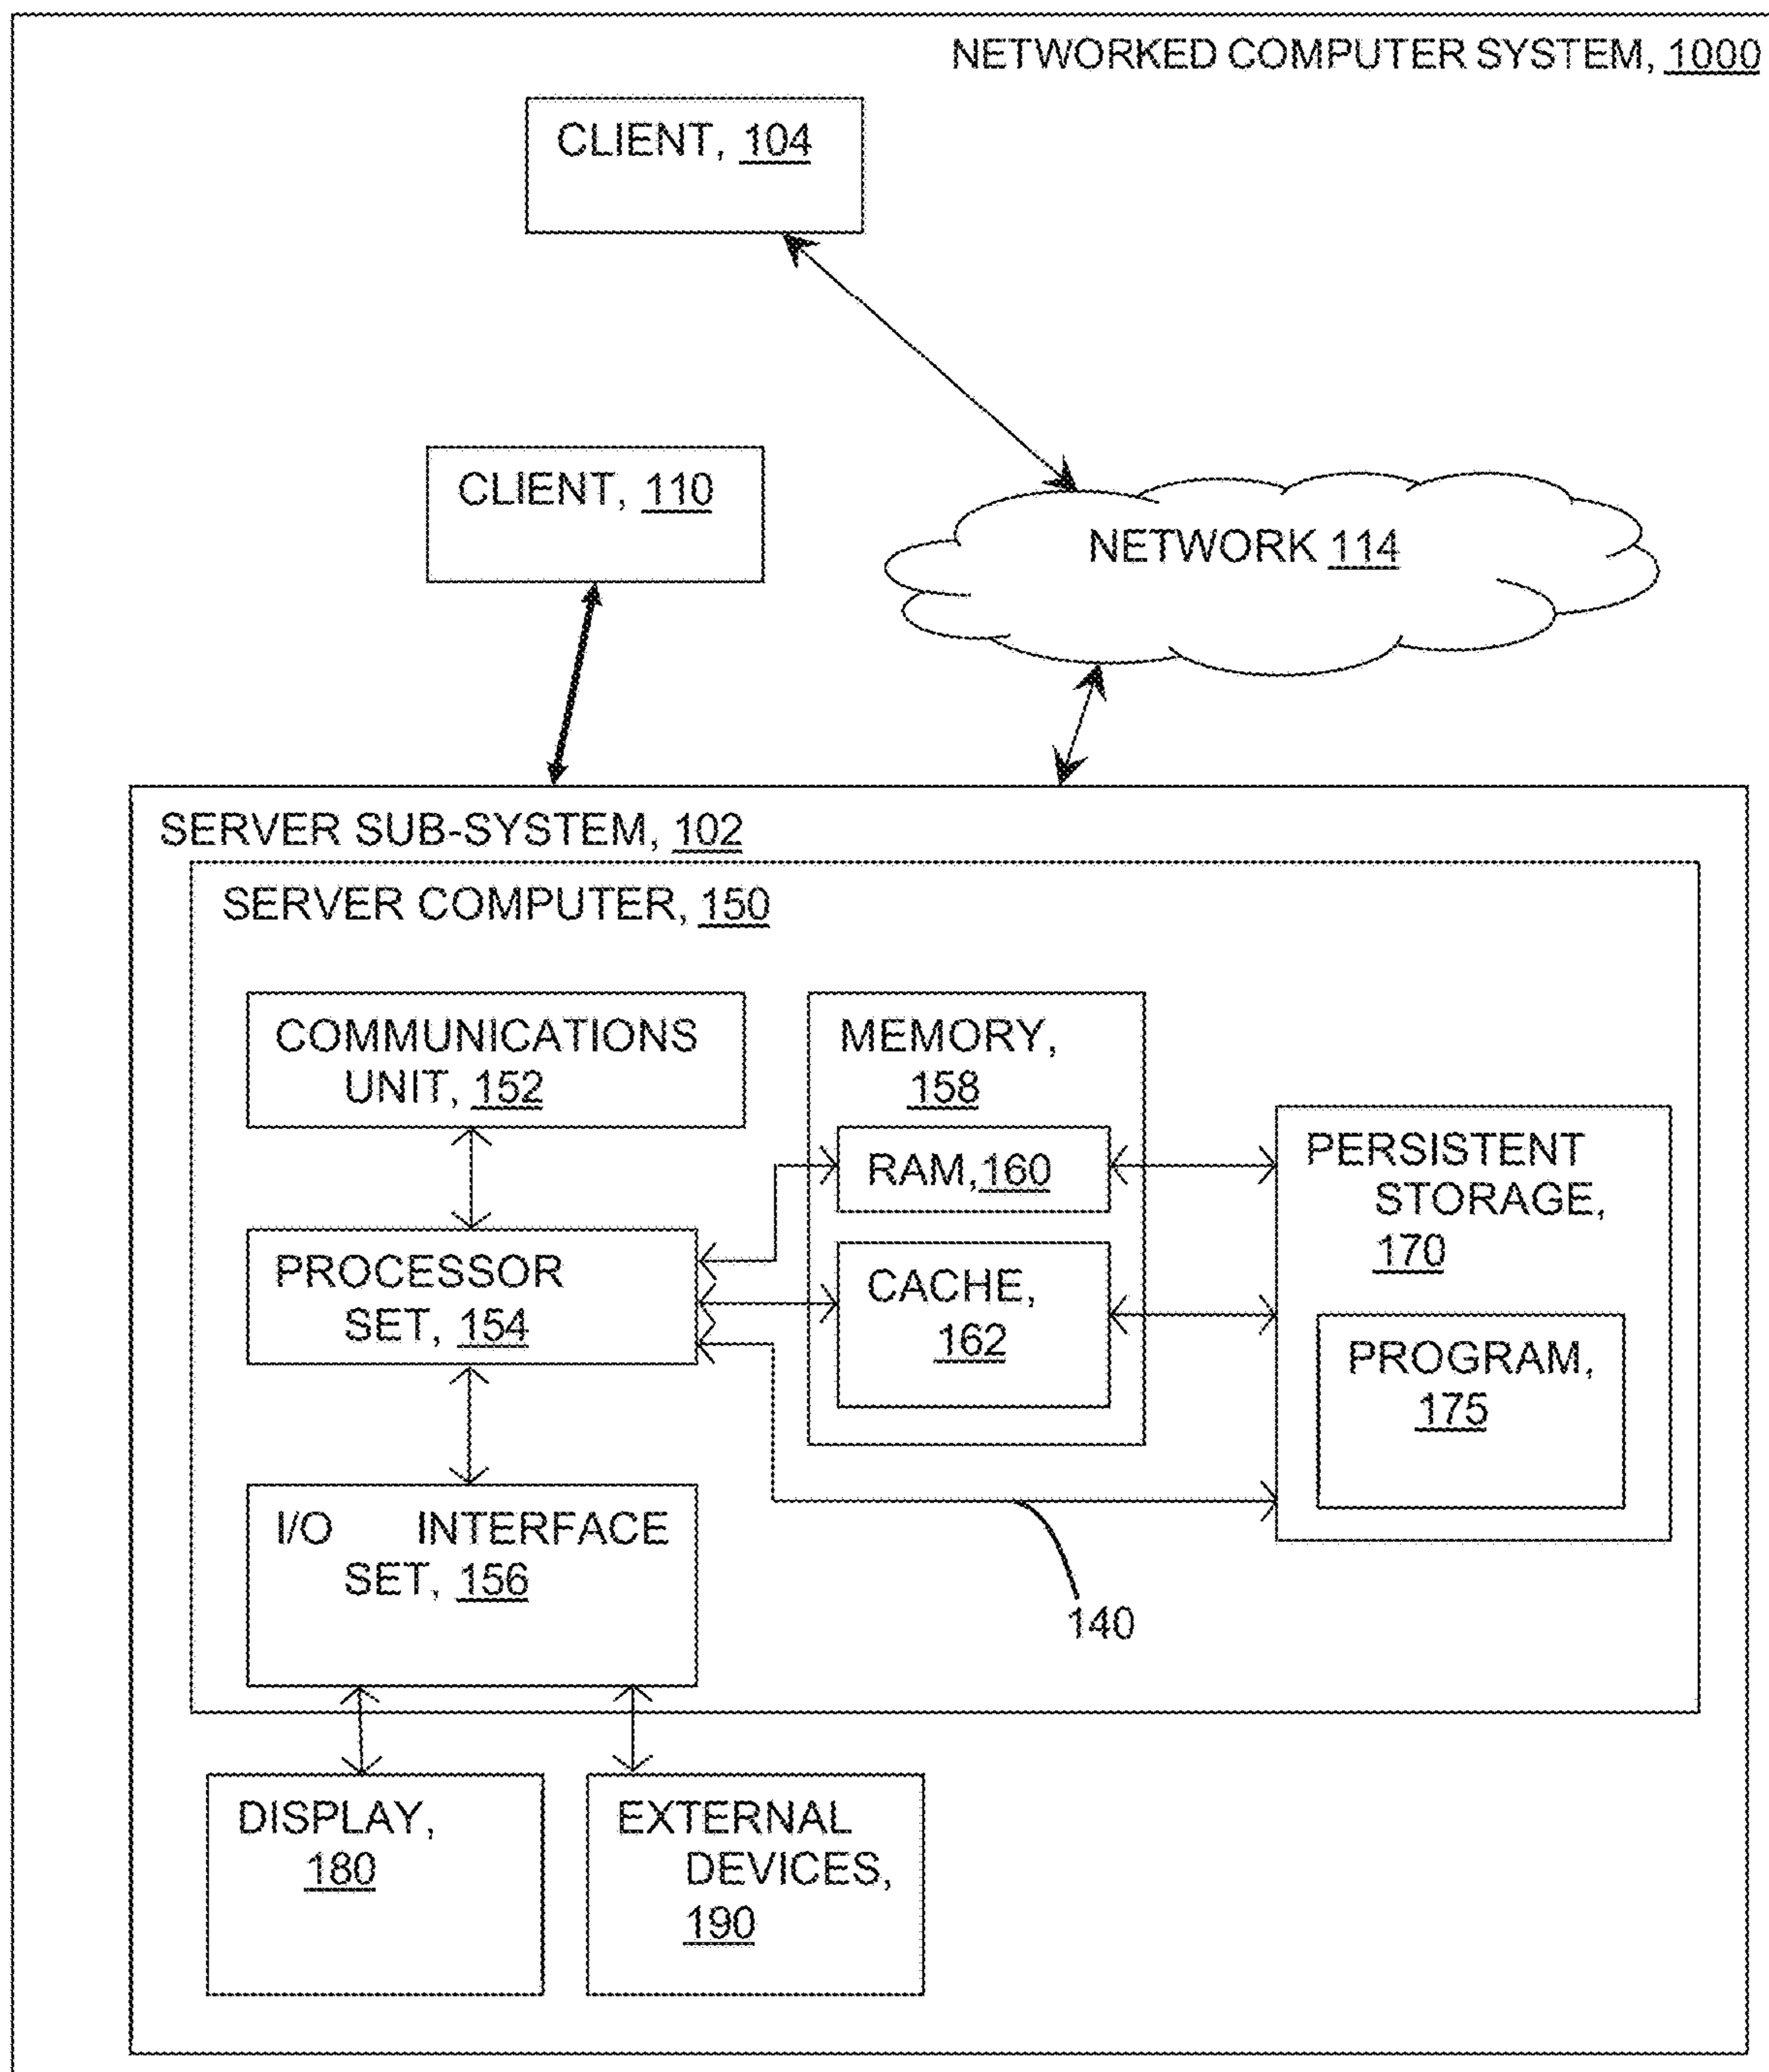 NETWORKED COMPUTER SYSTEM, 1000
CLIENT, 104
CLIENT, 110
NETWORK 114
SERVER SUB-SYSTEM, 102
SERVER COMPUTER, 150
COMMUNICATIONS
UNIT, 152
MEMORY,
158
RAM, 160
PERSISTENT
STORAGE,
170
PROCESSOR
SET, 154
CACHE,
162
PROGRAM,
175
I/O INTERFACE
SET, 156
140
DISPLAY,
180
EXTERNAL
DEVICES,
190